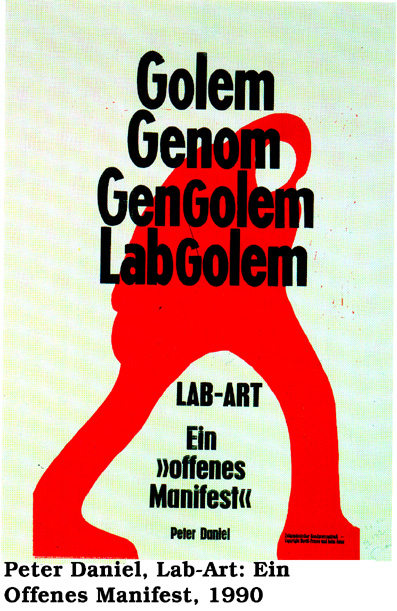 Golem
Genom
GenGolem
LabGolem
LAB-ART
Ein
»offenes
Manifest«
Peter Daniel
Peter Daniel, Lab-Art: Ein
Offenes Manifest, 1990